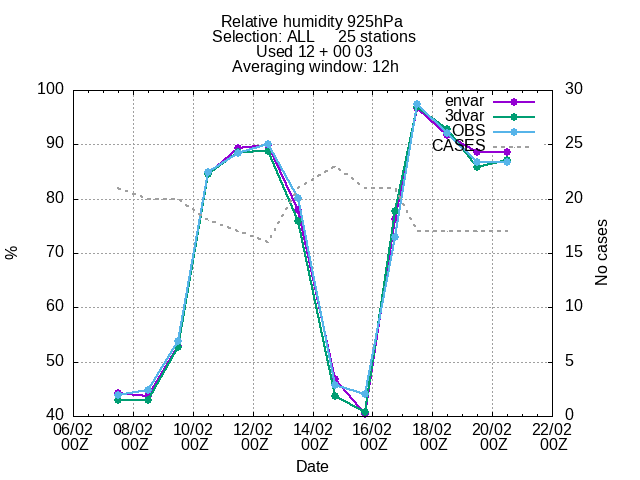 Relative humidity 925hPa
Selection: ALL 25 stations
Used 12 + 00 03
Averaging window: 12h
100
90
80
70
60
50
40
%
30
25
20
15
10
5
0
No cases
envar
3dvar
OBS
CASES
06/02 08/02 10/02 12/02 14/02 16/02 18/02 20/02 22/02
00Z 00Z 00Z 00Z 00Z 00Z 00Z 00Z 00Z
Date